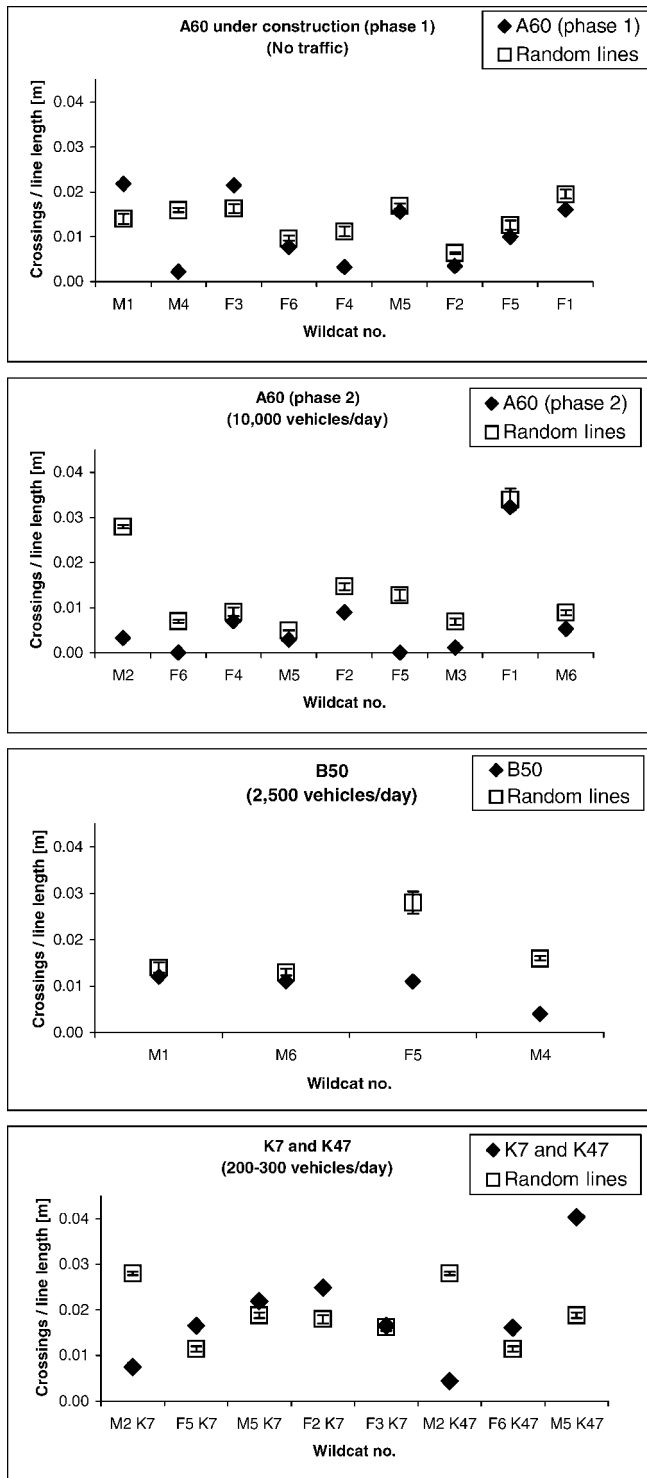 A60 under construction (phase 1)
(No traffic)
A60 (phase 1)
Random lines
Crossings / line length [m]
0.04
0.03
0.02
0.01
0.00
M1 M4 F3 F6 F4 M5 F2 F5 F1
Wildcat no.
A60 (phase 2)
(10,000 vehicles/day)
A60 (phase 2)
Random lines
Crossings / line length [m]
0.04
0.03
0.02
0.01
0.00
M2 F6 F4 M5 F2 F5 M3 F1 M6
Wildcat no.
B50
(2,500 vehicles/day)
B50
Random lines
Crossings / line length [m]
0.04
0.03
0.02
0.01
0.00
M1 M6 F5 M4
Wildcat no.
K7 and K47
(200-300 vehicles/day)
K7 and K47
Random lines
Crossings / line length [m]
0.04
0.03
0.02
0.01
0.00
M2 K7 F5 K7 M5 K7 F2 K7 F3 K7 M2 K47 F6 K47 M5 K47
Wildcat no.